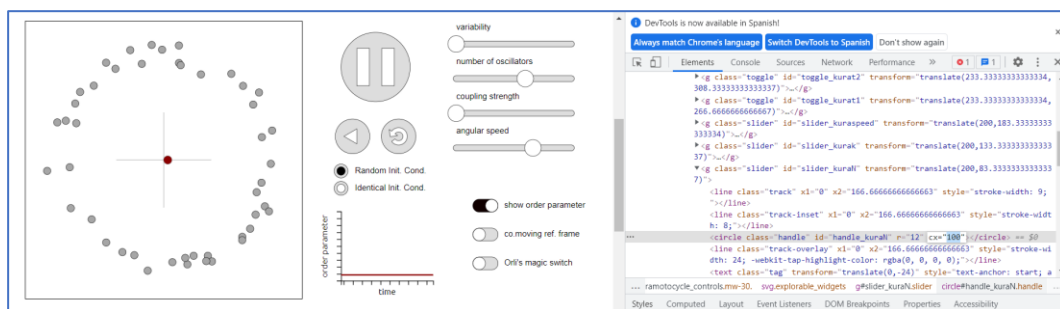 variability
number of oscillators
coupling strength
angular speed
Random Init. Cond.
Identical Init. Cond.
show order parameter
co.moving ref. frame
Orli's magic switch
order parameter
time
DevTools is now available in Spanish!
Always match Chrome's language Switch DevTools to Spanish Don't show again
Elements Sources Network Performance » 1 1
<g class="toggle" id="toggle_kurat2" transform="translate(233.33333333333334,
308.33333333333337)">…</g>
<g class="toggle" id="toggle_kurat1" transform="translate(233.33333333333334,
266.6666666666667)">…</g>
<g class="slider" id="slider_kuraspeed" transform="translate(200,183.33333333333
333334)">…</g>
<g class="slider" id="slider_kurak" transform="translate(200,133.333333333333
37)">…</g>
<g class="slider" id="slider_kuraN" transform="translate(200,83.3333333333333
7)">
<line class="track" x1="0" x2="166.66666666666663" style="stroke-width: 9;
"></line>
<line class="track-inset" x1="0" x2="166.66666666666663" style="stroke-widt
h: 8;"></line>
… <circle class="handle" id="handle_kuraN" r="12" cx="100"></circle> == $0
<line class="track-overlay" x1="0" x2="166.66666666666663" style="stroke-wi
dth: 24; -webkit-tap-highlight-color: rgba(0, 0, 0, 0);"></line>
<text class="tag" transform="translate(0,-24)" style="text-anchor: start; a
… ramotocycle_controls.mw-30. svg.explorable_widgets g#slider_kuraN.slider circle#handle_kuraN.handle …
Styles Computed Layout Event Listeners DOM Breakpoints Properties Accessibility